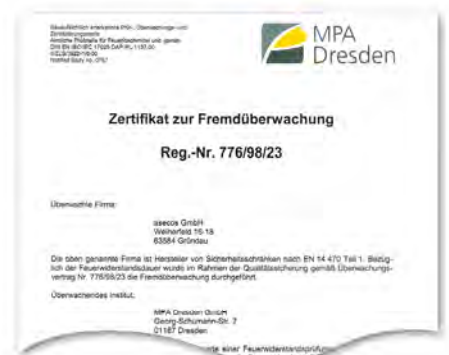 MPA
Dresden
Zertifikat zur Fremdüberwachung
Reg.-Nr. 776/98/23
Überwachte Firma:
asecos GmbH
Weiherfeld 16-18
63584 Gründau
Die oben genannte Firma ist Hersteller von Sicherheitsschränken nach EN 14 470 Teil 1. Bezüg-
lich der Feuerwiderstandsdauer wurde im Rahmen der Qualitätssicherung gemäß Überwachungs-
vertrag Nr. 776/98/23 die Fremdüberwachung durchgeführt.
Überwachendes Institut:
MPA Dresden GmbH
Georg-Schumann-Str. 7
01187 Dresden
einer Feuerwiderstandsprüfung